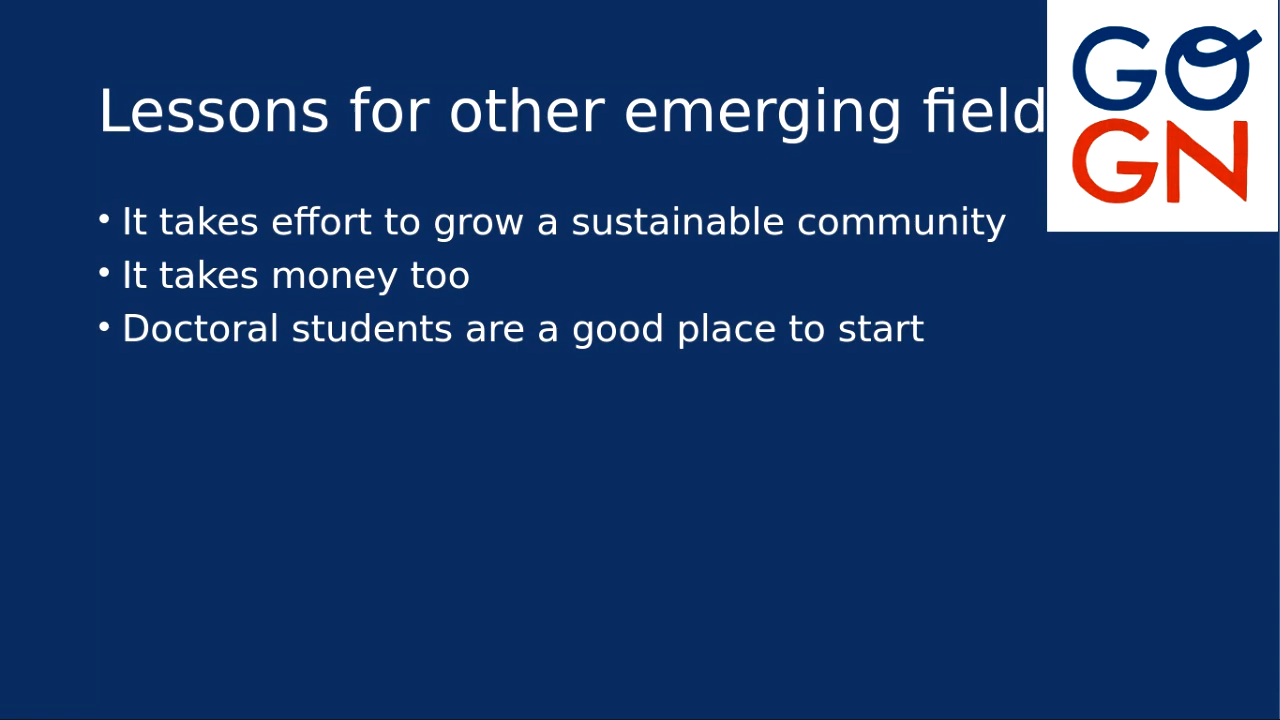 Lessons for other emerging field
• It takes effort to grow a sustainable community
• It takes money too
• Doctoral students are a good place to start
GO
GN